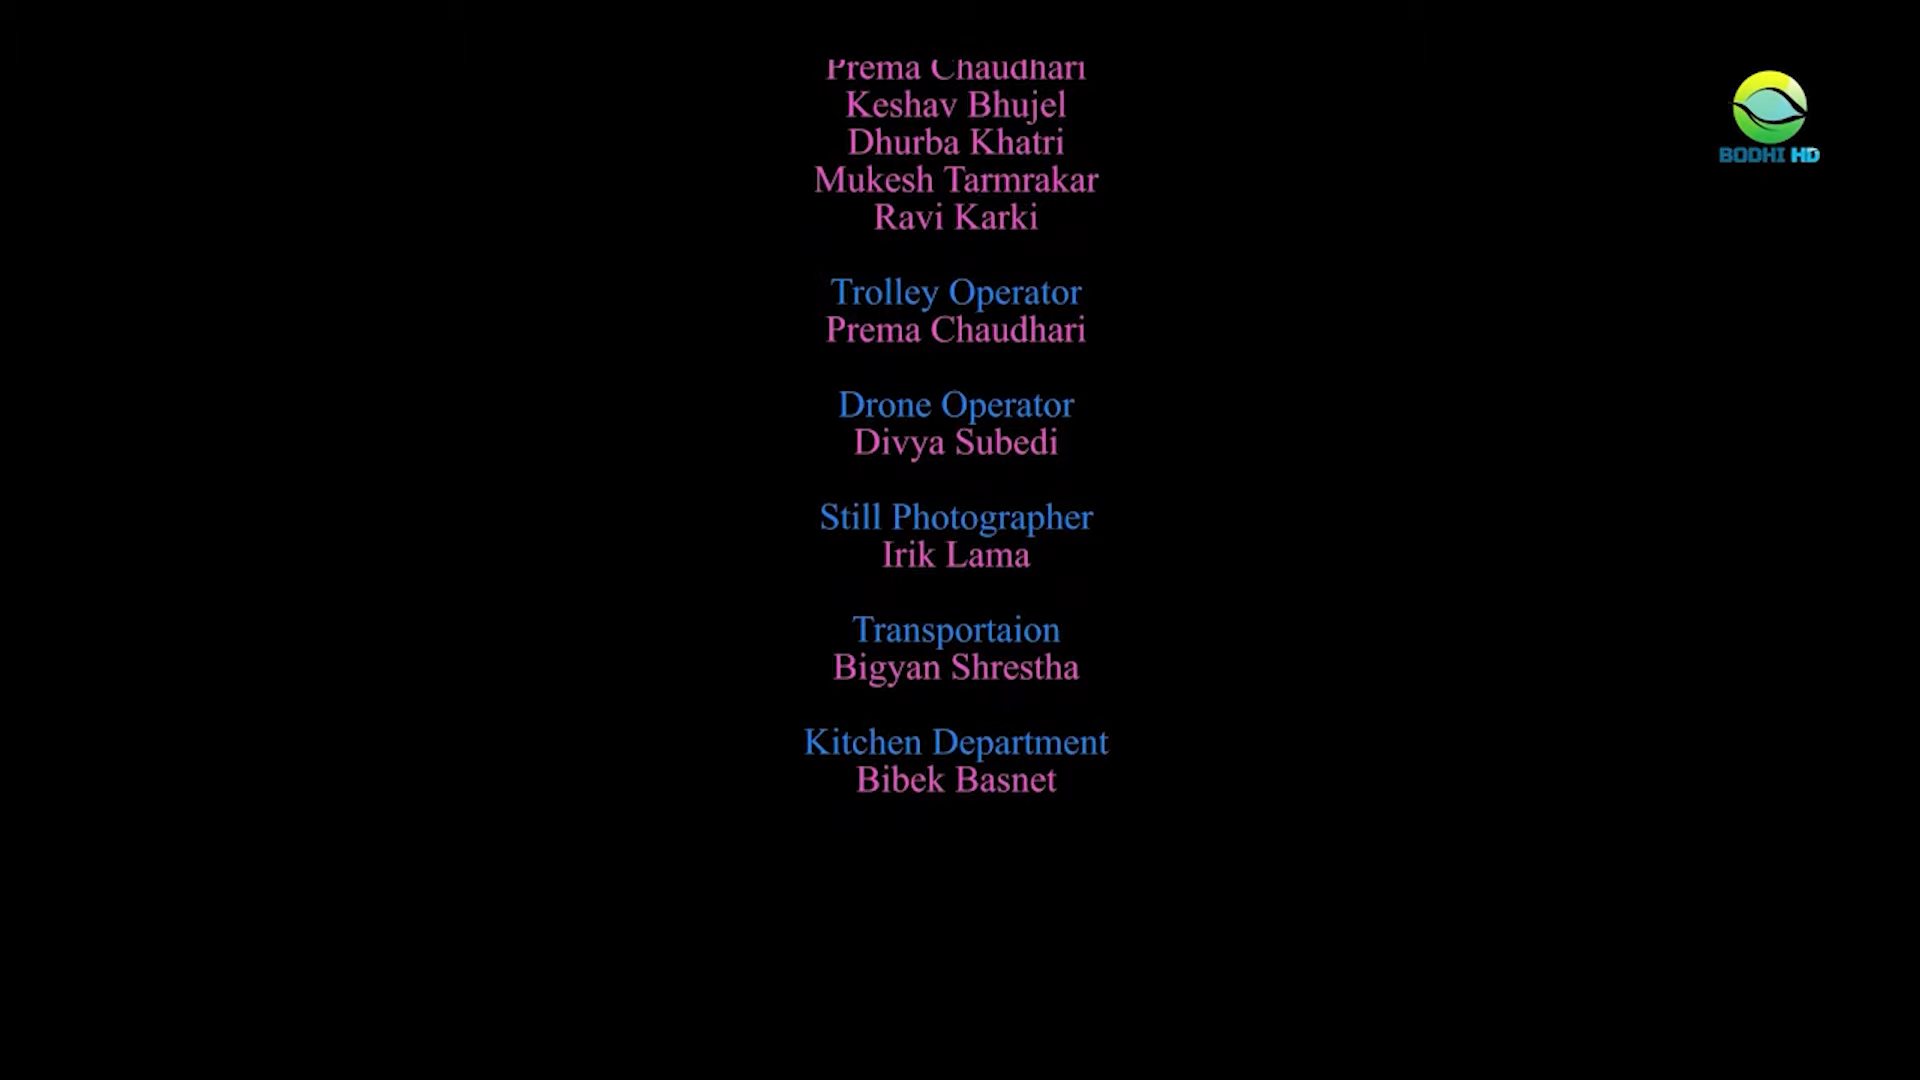 Prema Chaudhari
Keshav Bhujel
Dhurba Khatri
Mukesh Tarmrakar
Ravi Karki
Trolley Operator
Prema Chaudhari
Drone Operator
Divya Subedi
Still Photographer
Irik Lama
Transportaion
Bigyan Shrestha
Kitchen Department
Bibek Basnet
BODHI HD